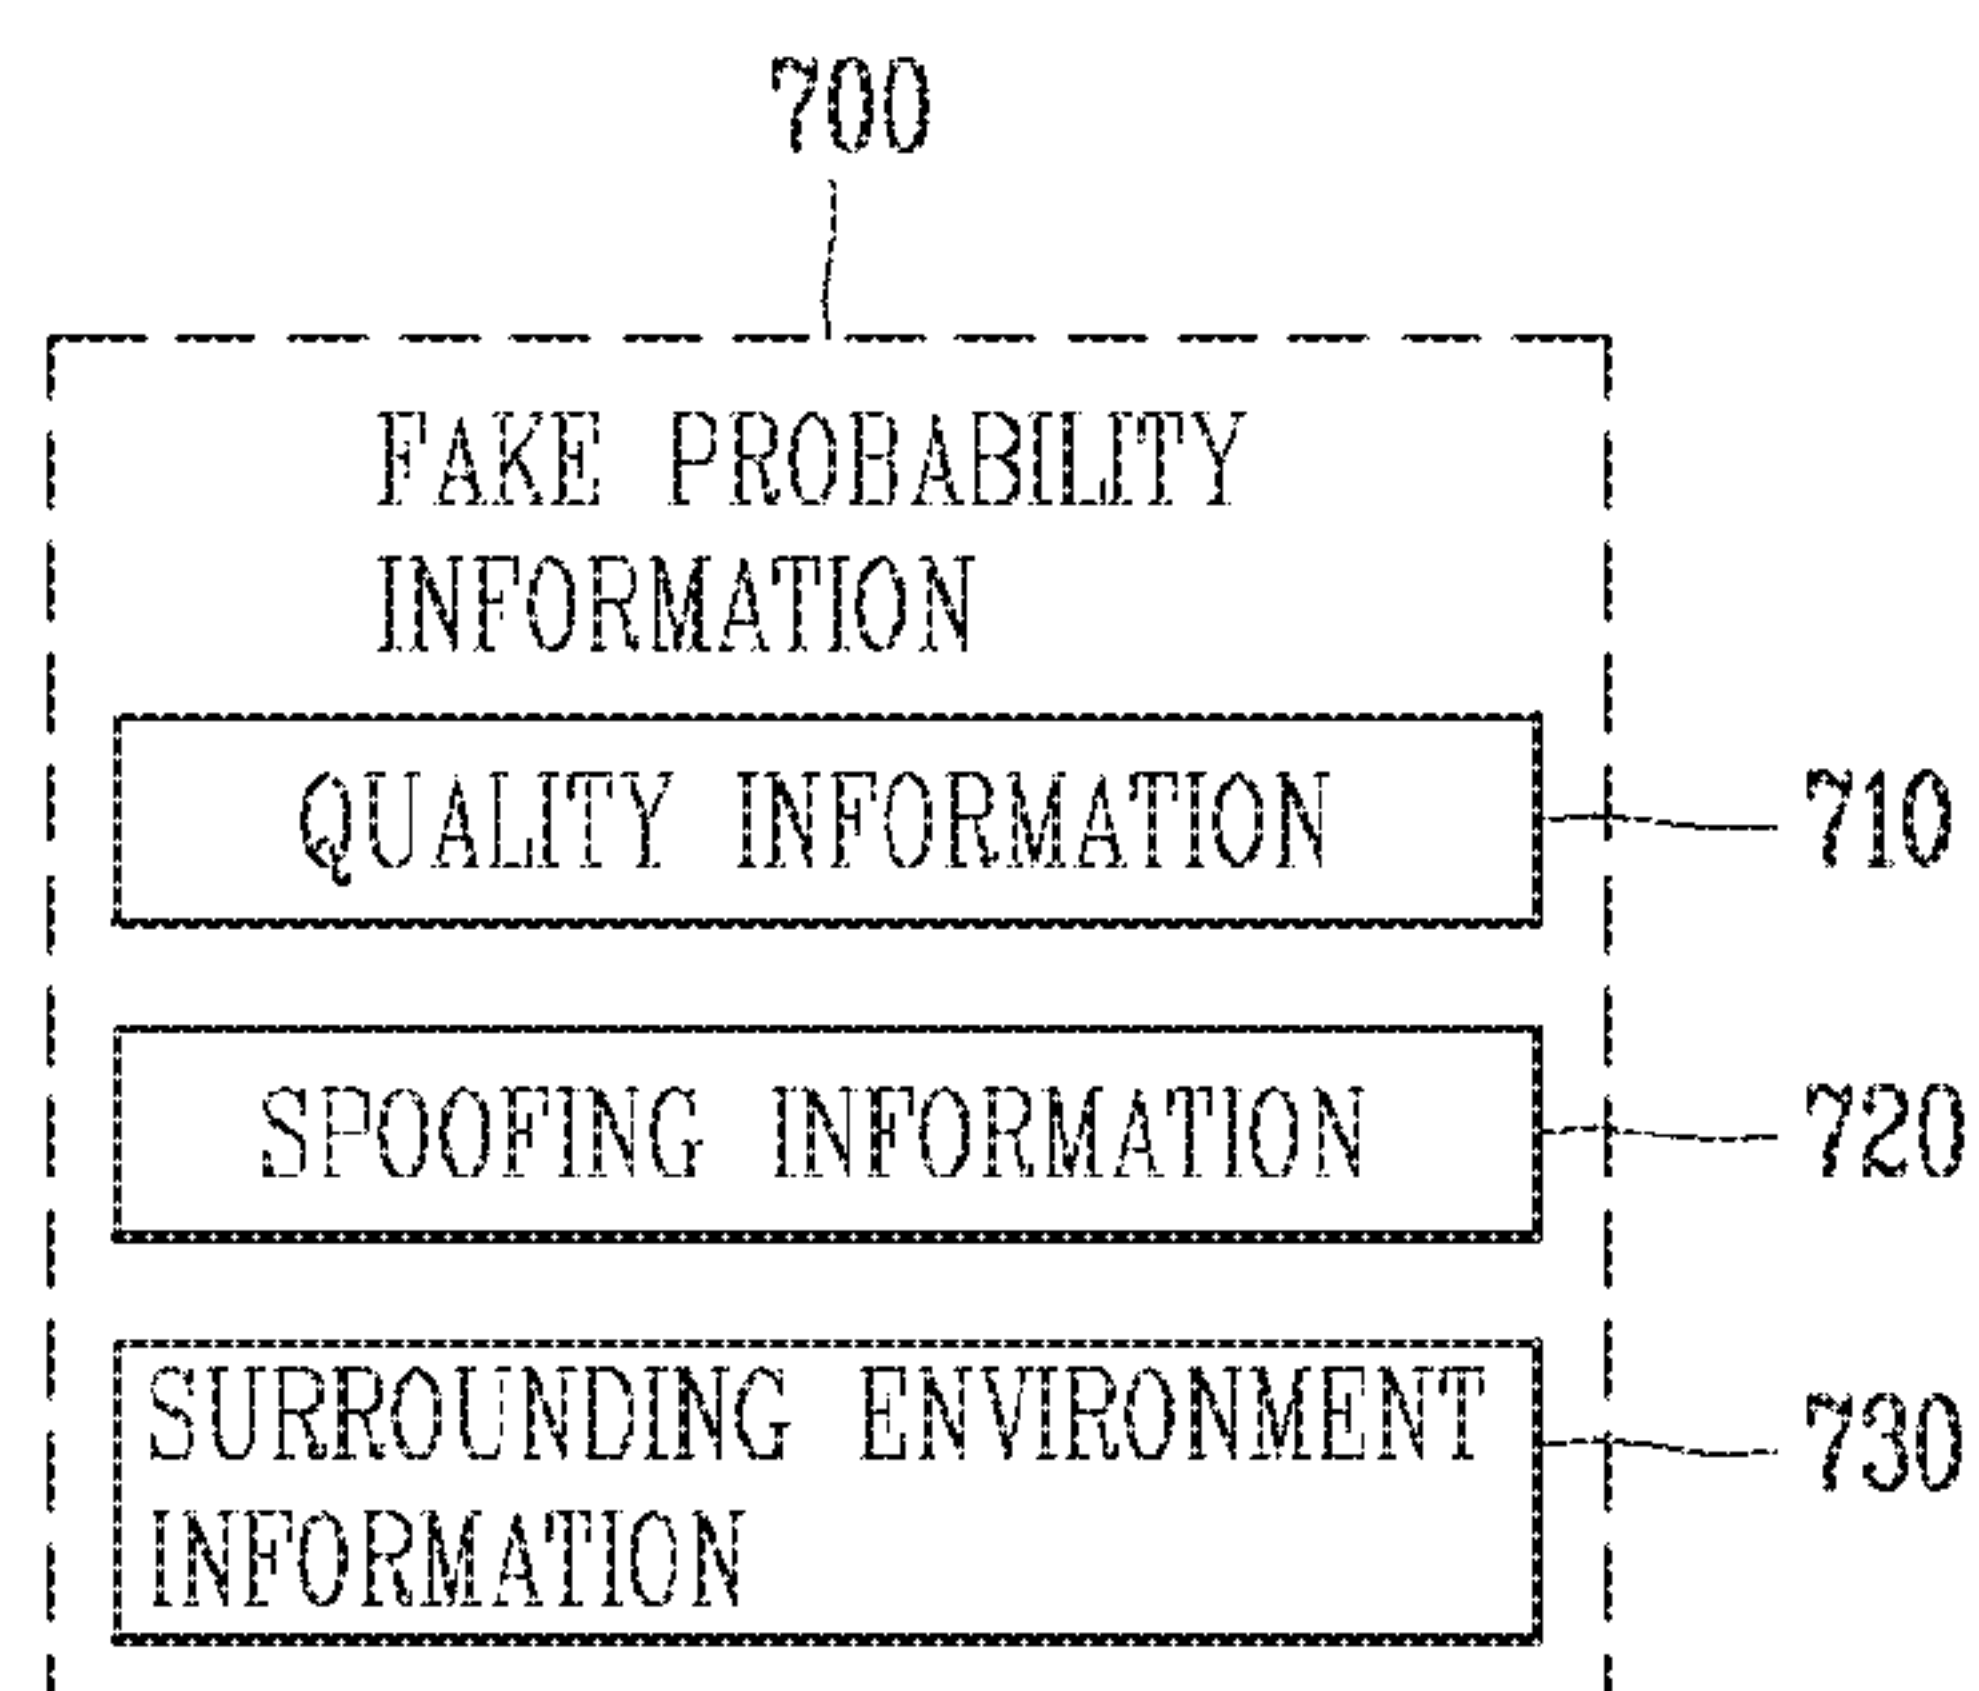 700
FAKE PROBABILITY
INFORMATION
QUALITY INFORMATION
710
SPOOFING INFORMATION
720
SURROUNDING ENVIRONMENT
INFORMATION
730